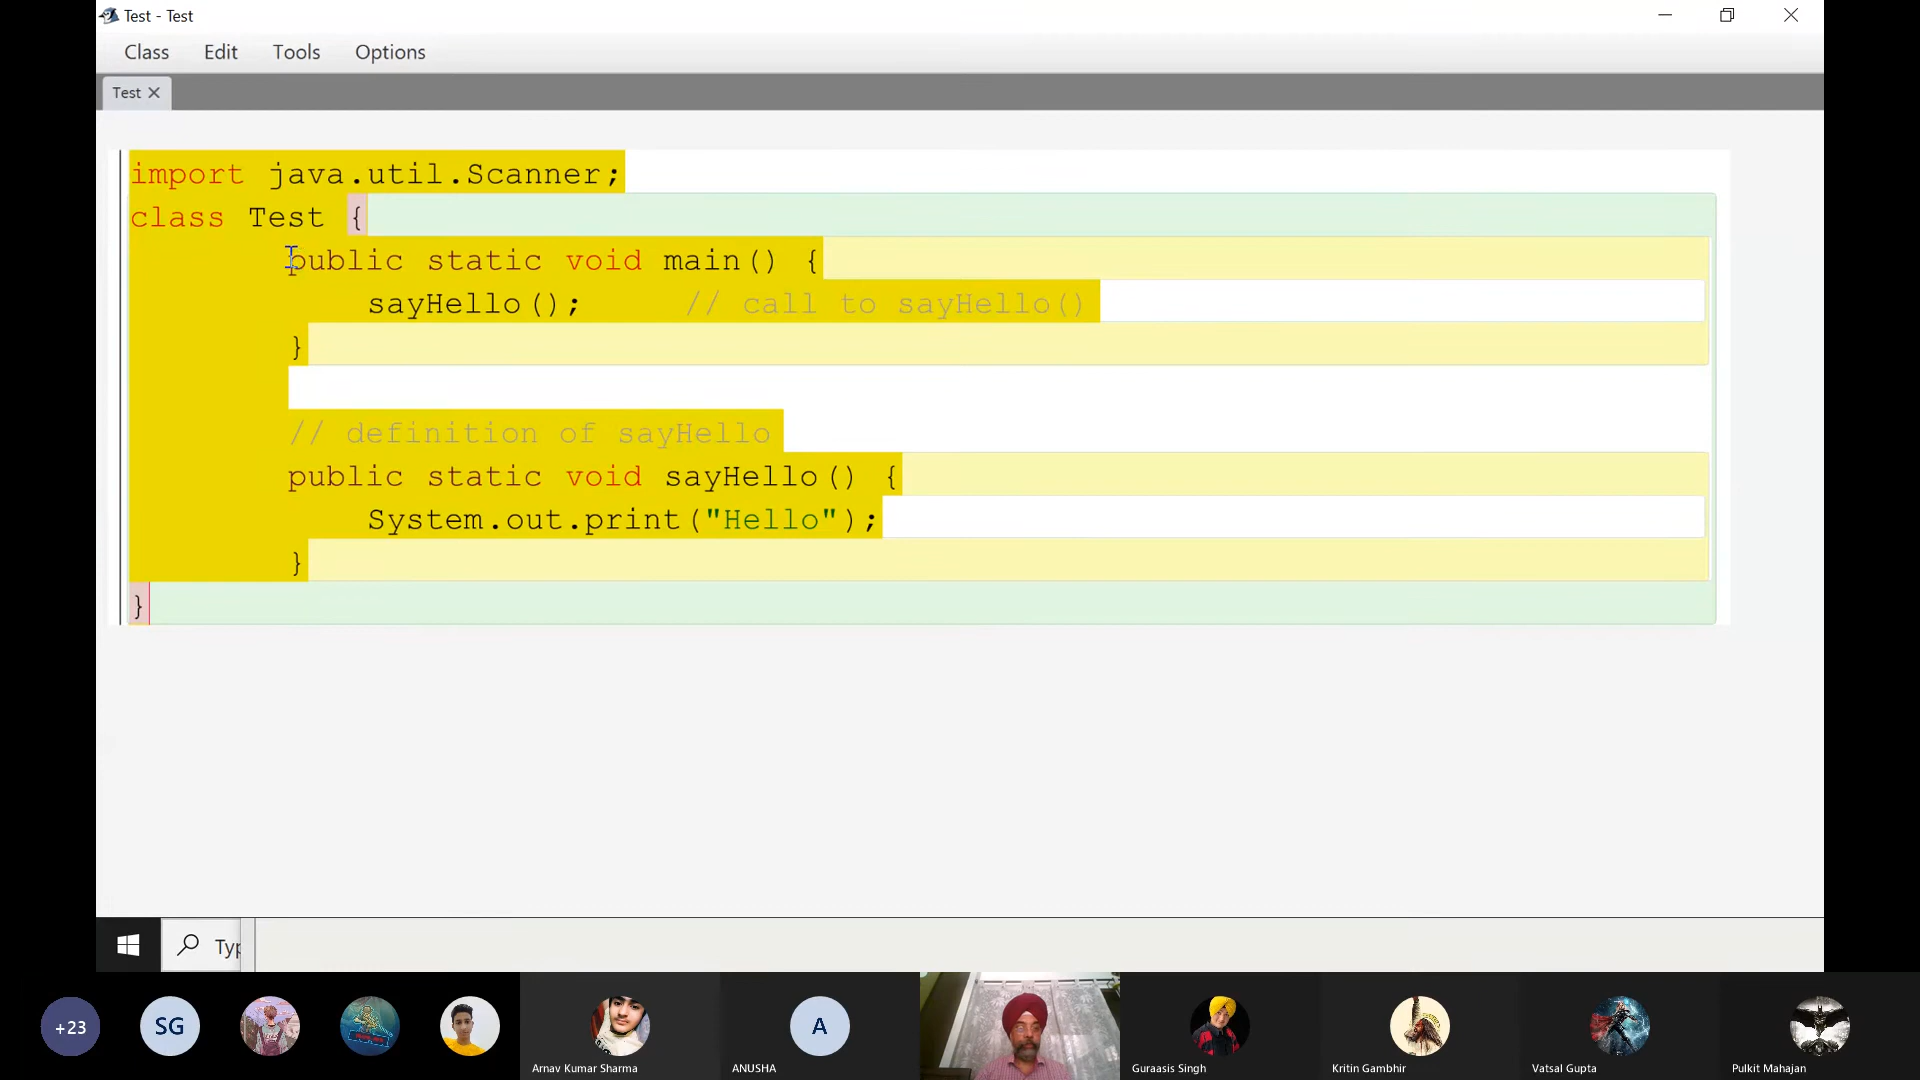 Test - Test
Class Edit Tools Options
Test
import java.util.Scanner;
class Test {
public static void main() {
sayHello(); // call to sayHello()
}
// definition of sayHello
public static void sayHello() {
System.out.print("Hello");
}
}
Typ
+23 SG A
Arnav Kumar Sharma ANUSHA Guraasis Singh Kritin Gambhir Vatsal Gupta Pulkit Mahajan